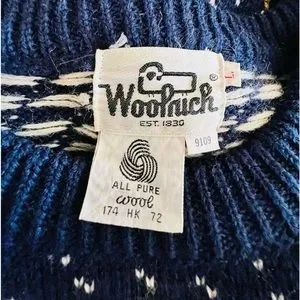 Woolrich
®
EST. 1830
L
9109
ALL PURE
wool
174 HK 72